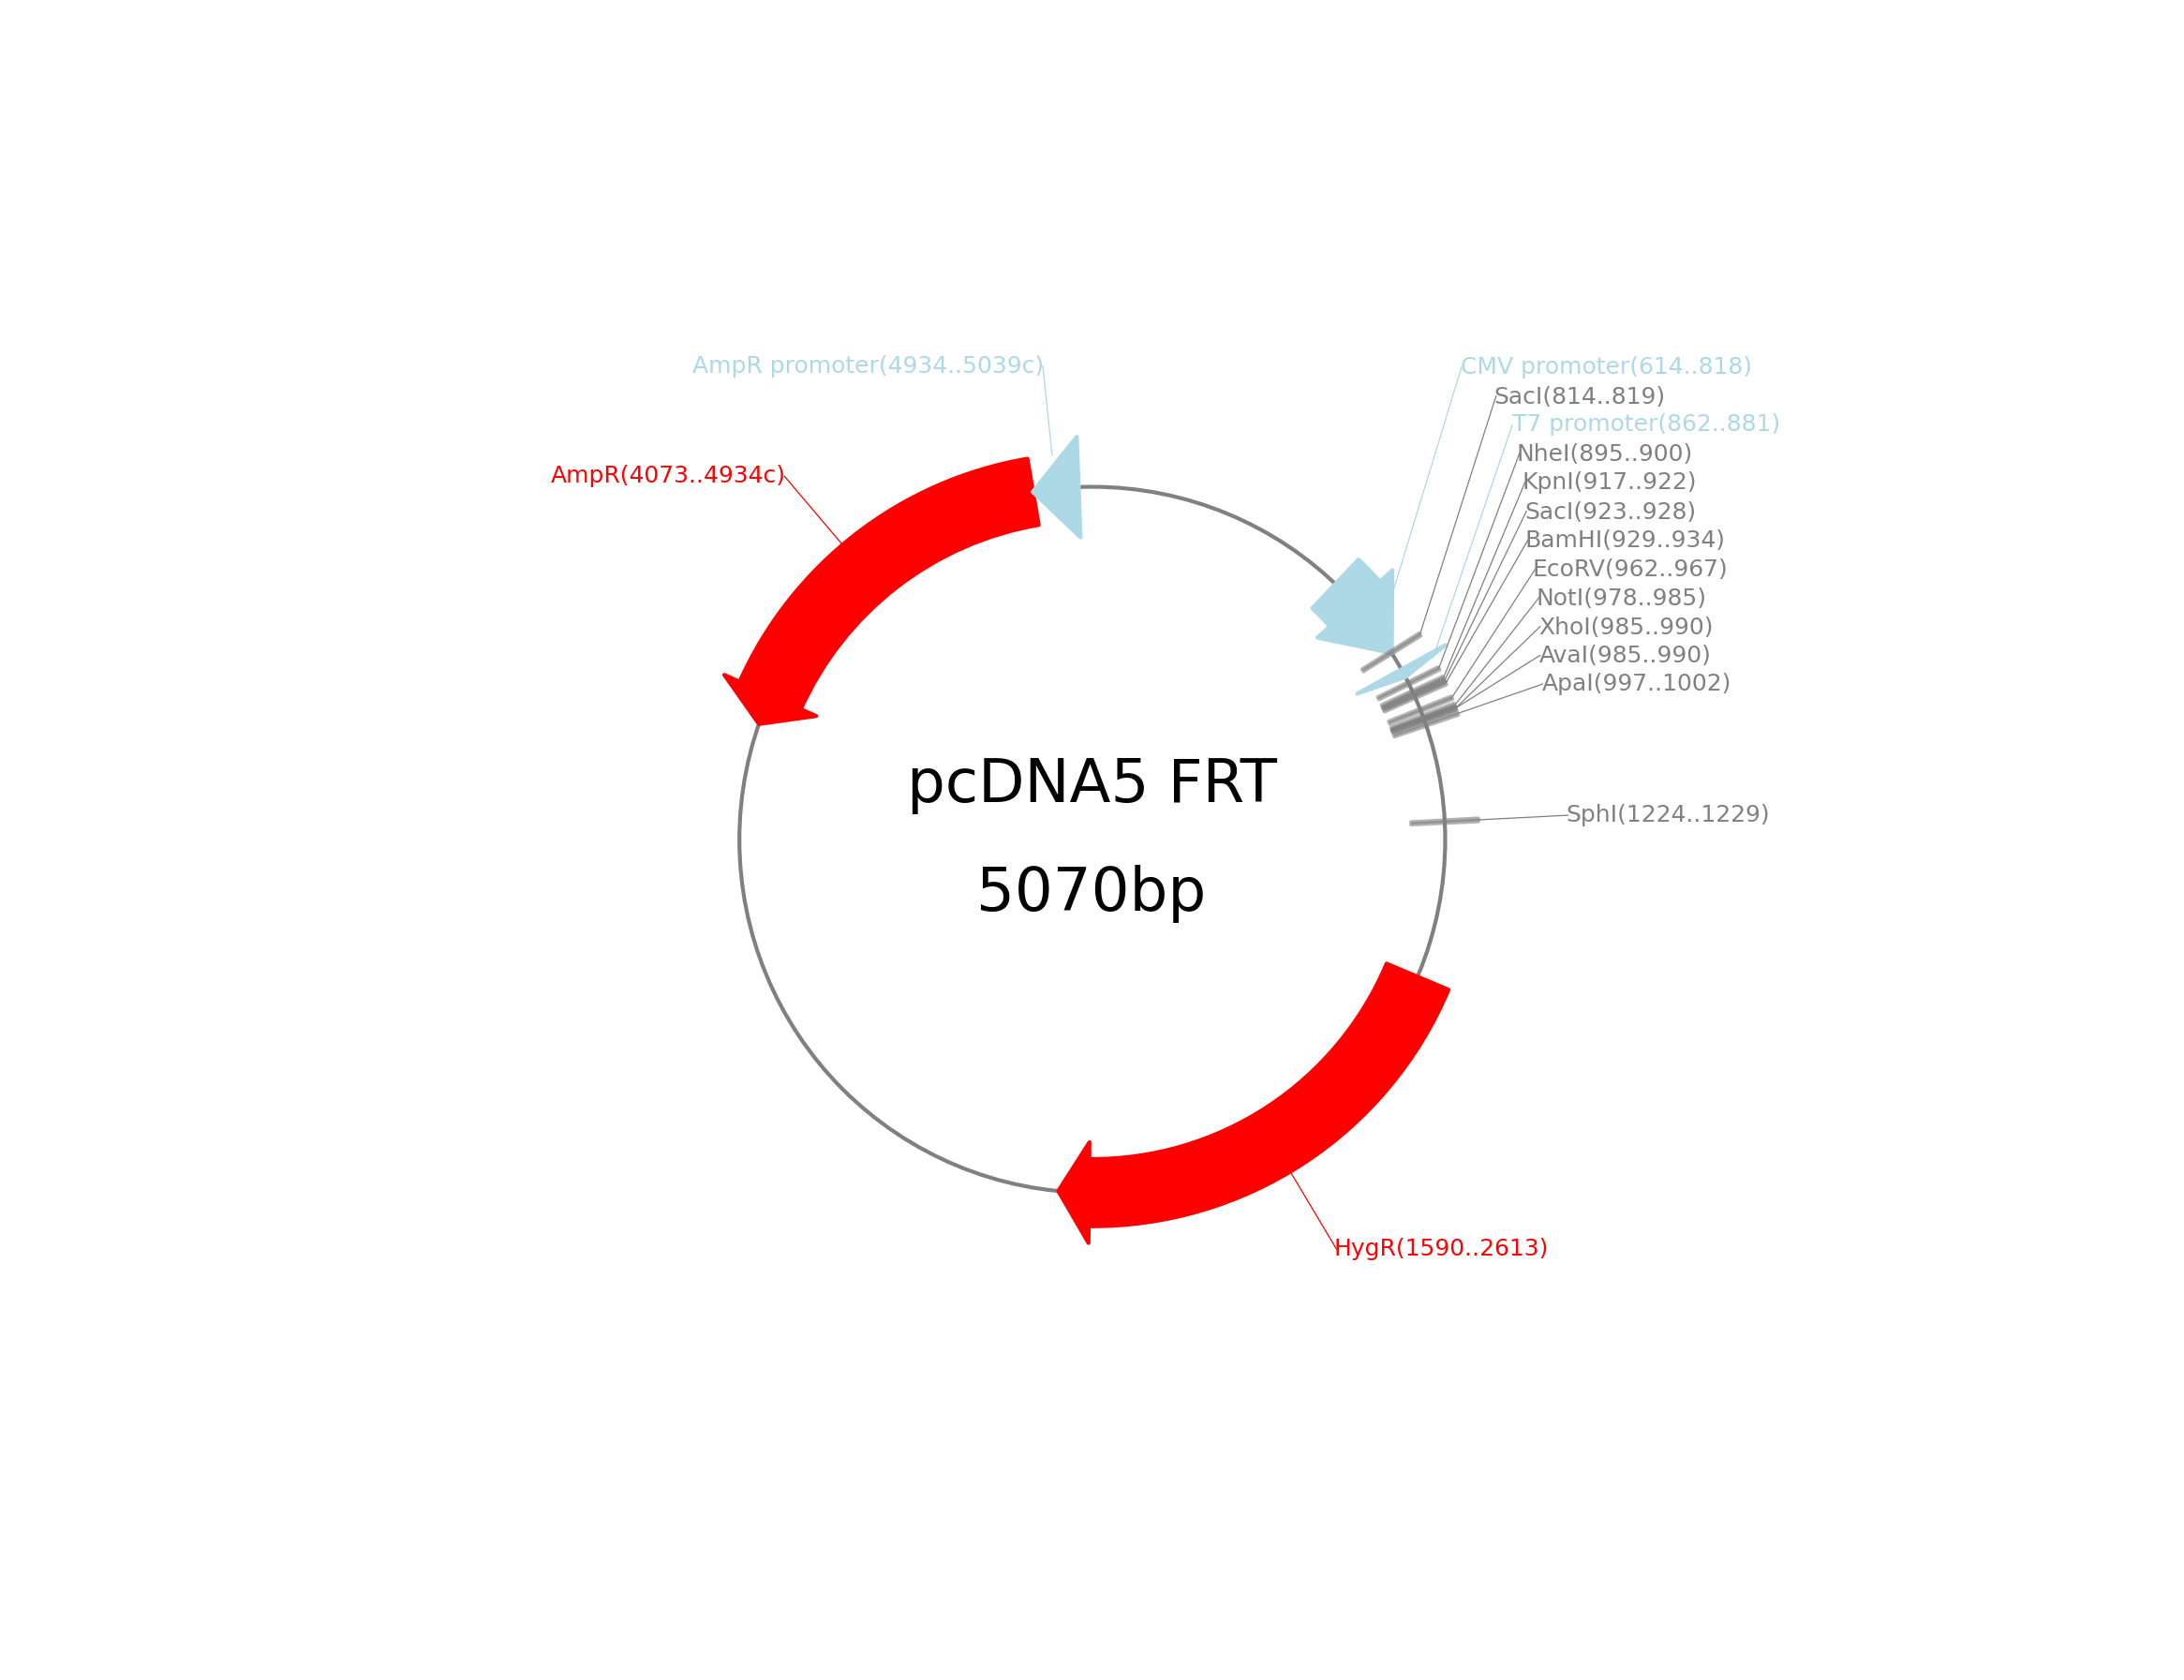 AmpR promoter(4934..5039c)
CMV promoter(614..818)
SacI(814..819)
T7 promoter(862..881)
NheI(895..900)
AmpR(4073..4934c)
KpnI(917..922)
SacI(923..928)
BamHI(929..934)
EcoRV(962..967)
NotI(978..985)
XhoI(985..990)
AvaI(985..990)
ApaI(997..1002)
pcDNA5 FRT
SphI(1224..1229)
5070bp
HygR(1590..2613)